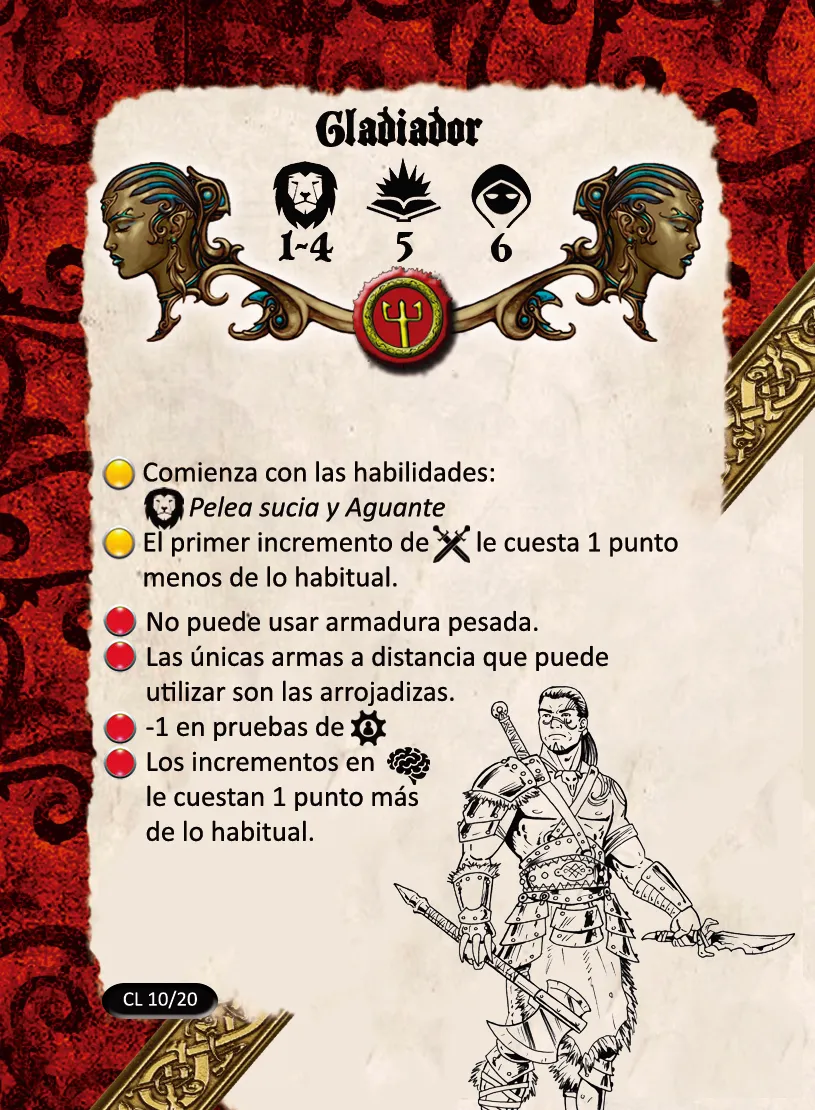 Gladiador
1-4 5 6
Comienza con las habilidades:
Pelea sucia y Aguante
El primer incremento de le cuesta 1 punto
menos de lo habitual.
No puede usar armadura pesada.
Las únicas armas a distancia que puede
utilizar son las arrojadizas.
-1 en pruebas de
Los incrementos en
le cuestan 1 punto más
de lo habitual.
CL 10/20